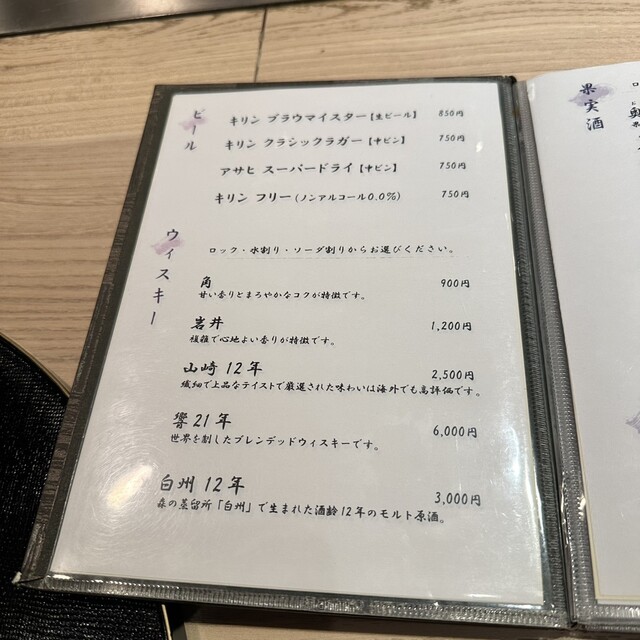 ビール
キリン ブラウマイスター【生ビール】 850円
キリン クラシックラガー【中ビン】 750円
アサヒ スーパードライ【中ビン】 750円
キリン フリー(ノンアルコール0.0%) 750円
ウィスキー
ロック・水割り・ソーダ割りからお選びください。
角 900円
甘い香りとまろやかなコクが特徴です。
岩井 1,200円
複雑で心地よい香りが特徴です。
山崎 12年 2,500円
繊細で上品なテイストで厳選された味わいは海外でも高評価です。
響 21年 6,000円
世界を制したブレンデッドウィスキーです。
白州 12年 3,000円
森の蒸留所「白州」で生まれた酒齢12年のモルト原酒。
果実酒